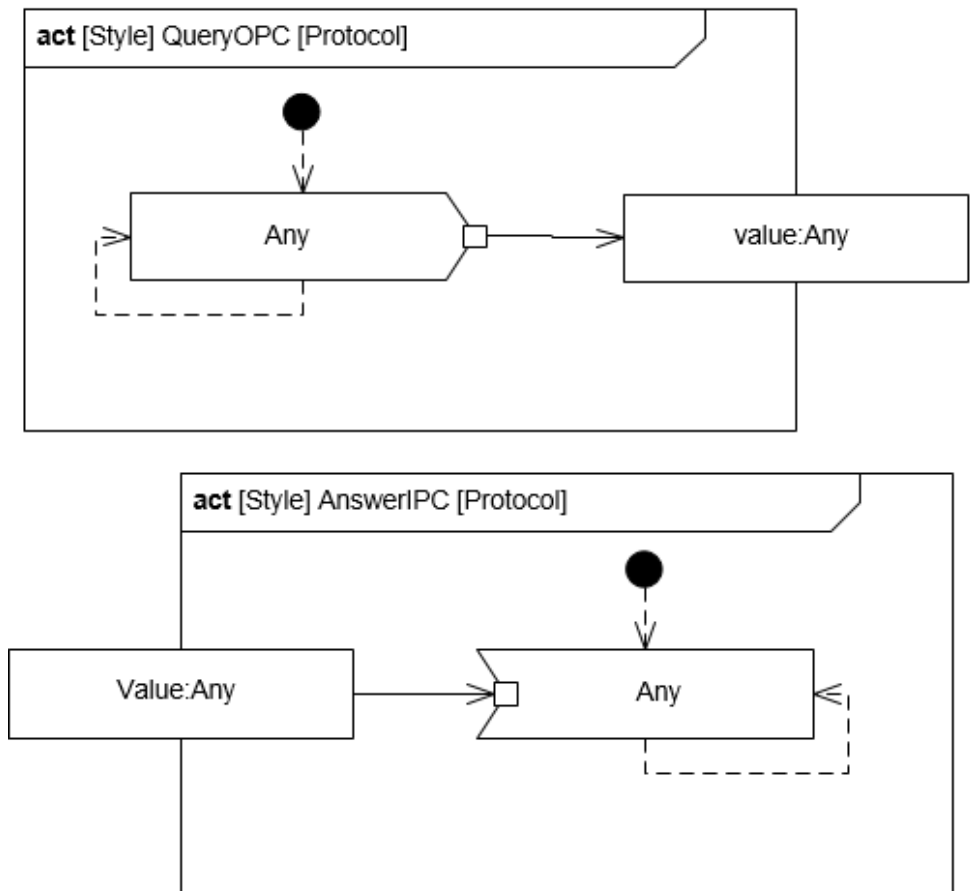 act [Style] QueryOPC [Protocol]
Any
value:Any
act [Style] AnswerIPC [Protocol]
Value:Any
Any